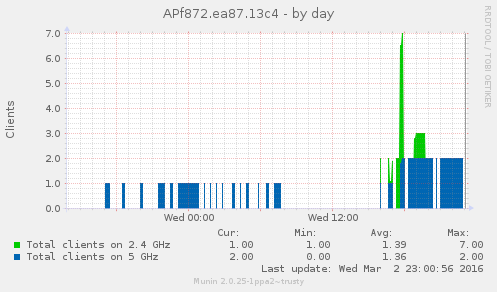 APf872.ea87.13c4 - by day
RRDTOOL / TOBI OETIKER
7.0
6.0
5.0
4.0
3.0
2.0
1.0
0.0
Clients
Wed 00:00 Wed 12:00
Cur: Min: Avg: Max:
Total clients on 2.4 GHz 1.00 1.00 1.39 7.00
Total clients on 5 GHz 2.00 0.00 1.36 2.00
Last update: Wed Mar 2 23:00:56 2016
Munin 2.0.25-1ppa2~trusty